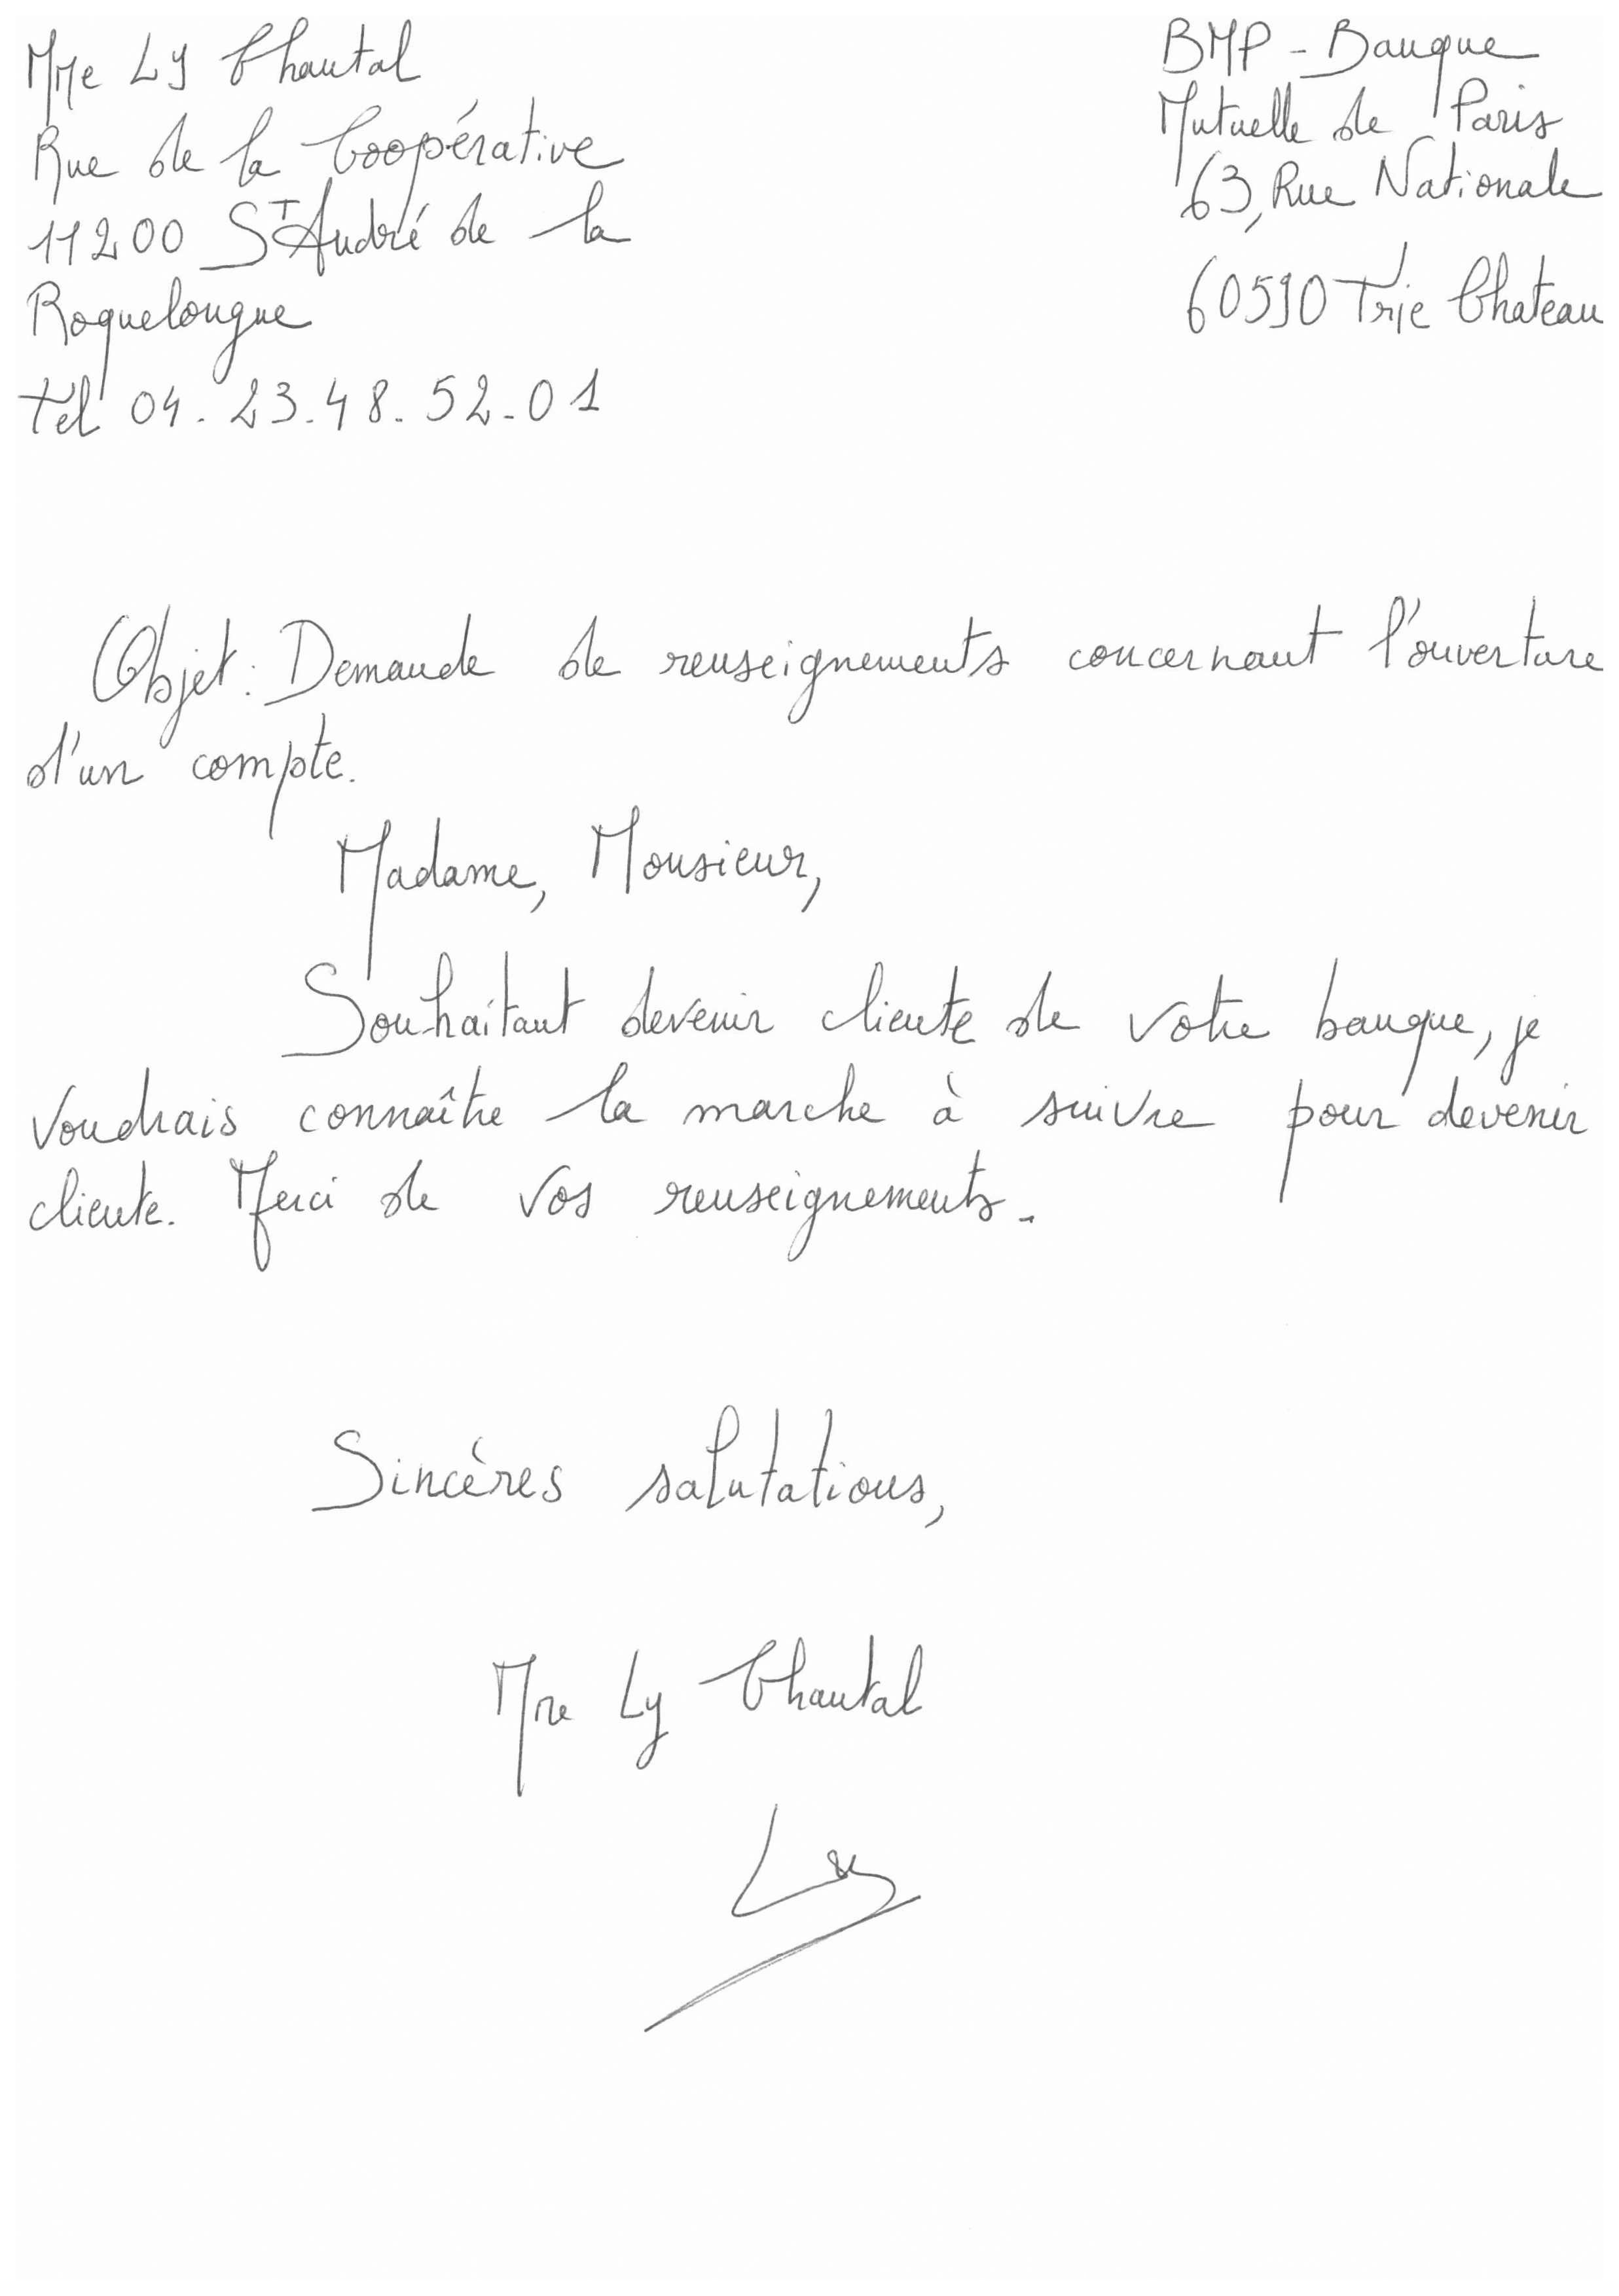 Mme LY Chantal
Rue de la Coopérative
11200 St André de la
Roquelongue
tél 04.23.48.52.01
BMP - Banque
Mutuelle de Paris
63, Rue Nationale
60590 Trie Chateau
Objet : Demande de renseignements concernant l'ouverture
d'un compte.
Madame, Monsieur,
Souhaitant devenir cliente de votre banque, je
voudrais connaître la marche à suivre pour devenir
cliente. Merci de vos renseignements.
Sincères salutations,
Mme Ly Chantal